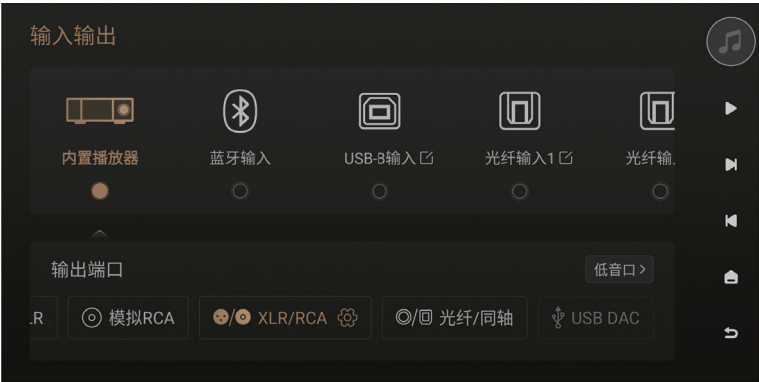 输入输出
内置播放器
蓝牙输入
USB-B输入
光纤输入1
光纤输
输出端口
低音口
.R
模拟RCA
XLR/RCA
光纤/同轴
USB DAC